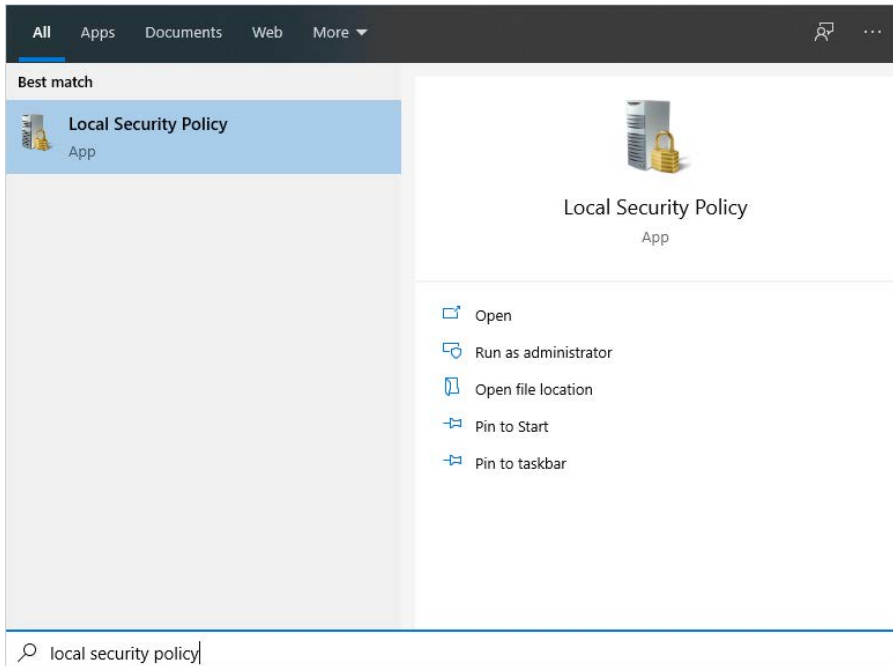 All Apps Documents Web More
Best match
Local Security Policy
App
Local Security Policy
App
Open
Run as administrator
Open file location
Pin to Start
Pin to taskbar
local security policy